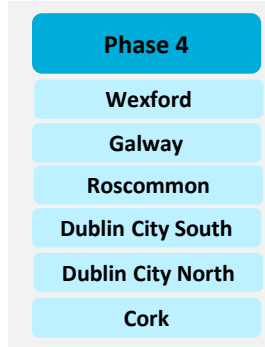 Phase 4
Wexford
Galway
Roscommon
Dublin City South
Dublin City North
Cork